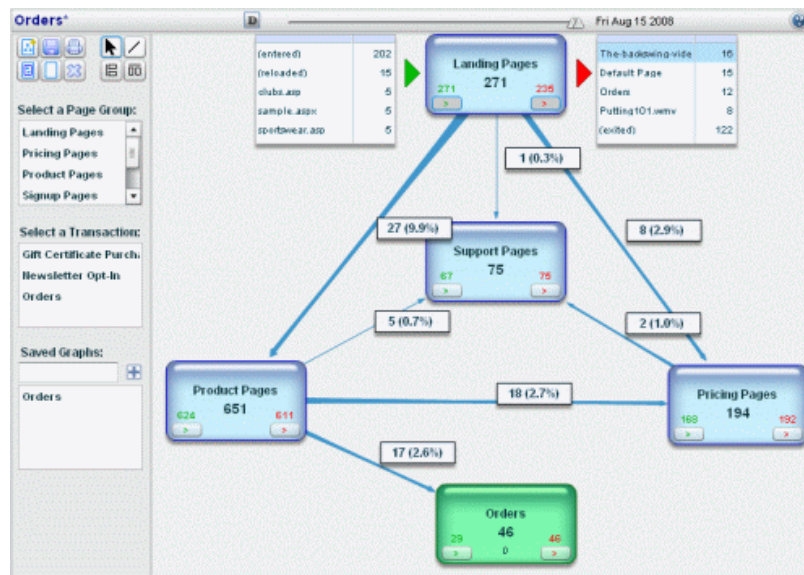 Orders*
D
Fri Aug 15 2008
Select a Page Group:
Landing Pages
Pricing Pages
Product Pages
Signup Pages
Select a Transaction:
Gift Certificate Purch
Newsletter Opt-In
Orders
Saved Graphs:
Orders
(entered) 202
(reloaded) 15
clubs.asp 5
sample.aspx 5
sportswear.asp 5
Landing Pages
271
271 235
> >
The-backswing-vide 16
Default Page 15
Orders 12
Putting101.wmv 8
(exited) 122
1 (0.3%)
27 (9.9%)
8 (2.9%)
Support Pages
75
67 75
> >
5 (0.7%)
2 (1.0%)
Product Pages
651
624 611
> >
18 (2.7%)
Pricing Pages
194
168 192
> >
17 (2.6%)
Orders
46
29 46
> D >